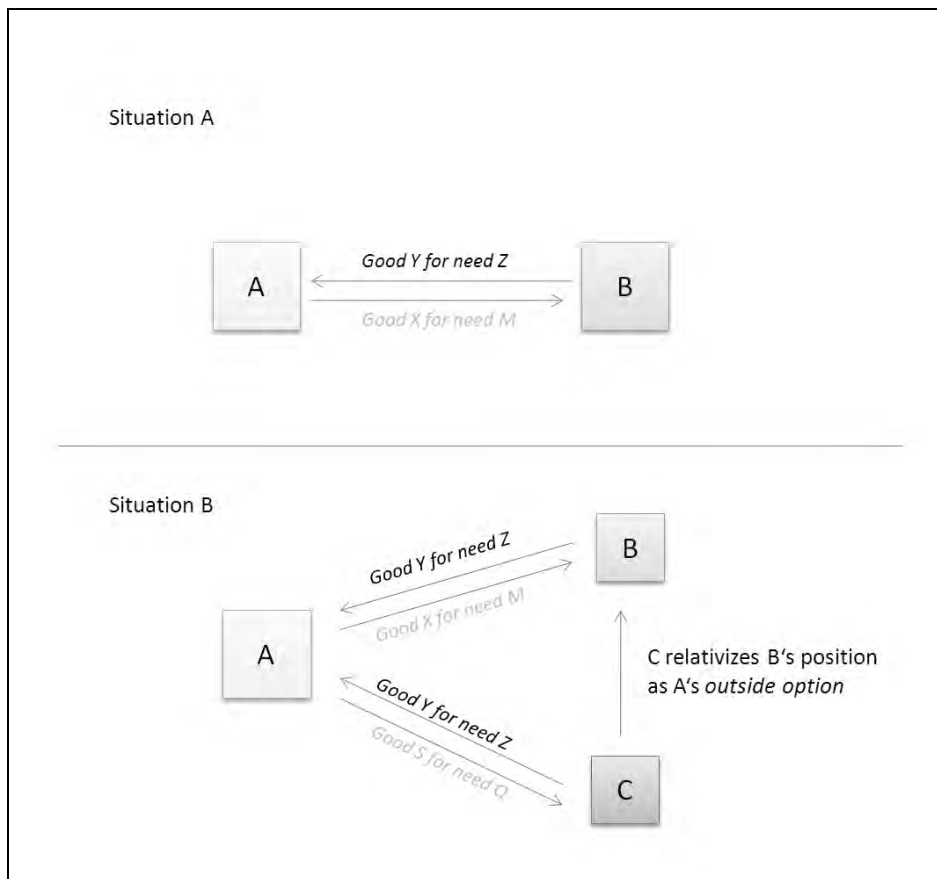 Situation A
A
Good Y for need Z
Good X for need M
B
Situation B
Good Y for need Z
Good X for need M
B
A
C relativizes B‘s position
as A‘s outside option
Good Y for need Z
Good S for need Q
C